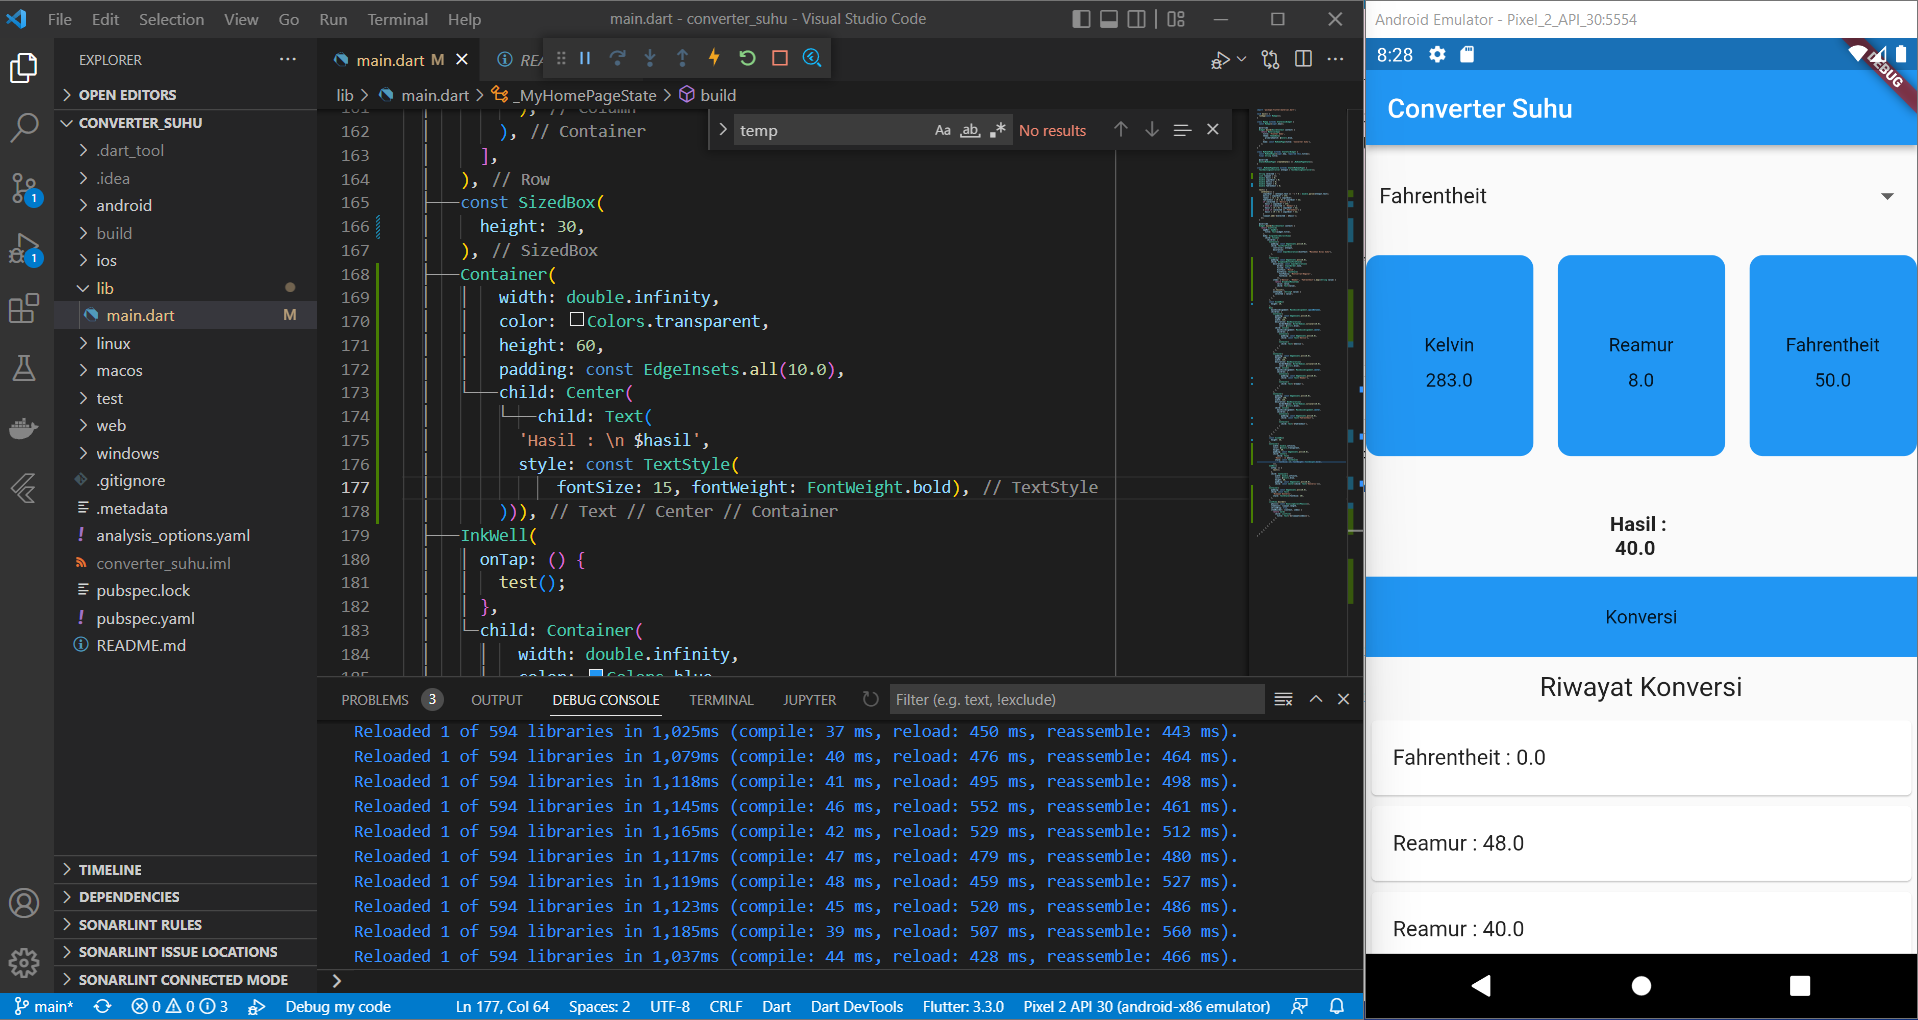 File Edit Selection View Go Run Terminal Help
main.dart - converter_suhu - Visual Studio Code
EXPLORER
OPEN EDITORS
CONVERTER_SUHU
.dart_tool
.idea
android
build
ios
lib
main.dart M
linux
macos
test
web
windows
.gitignore
.metadata
analysis_options.yaml
converter_suhu.iml
pubspec.lock
pubspec.yaml
README.md
TIMELINE
DEPENDENCIES
SONARLINT RULES
SONARLINT ISSUE LOCATIONS
SONARLINT CONNECTED MODE
1
1
main.dart M
REA
lib > main.dart > _MyHomePageState > build
temp Aa ab No results
162 ), // Container
163 ],
164 ), // Row
165 const SizedBox(
166 height: 30,
167 ), // SizedBox
168 Container(
169 width: double.infinity,
170 color: Colors.transparent,
171 height: 60,
172 padding: const EdgeInsets.all(10.0),
173 child: Center(
174 child: Text(
175 'Hasil : \n $hasil',
176 style: const TextStyle(
177 fontSize: 15, fontWeight: FontWeight.bold), // TextStyle
178 ))), // Text // Center // Container
179 InkWell(
180 onTap: () {
181 test();
182 },
183 child: Container(
184 width: double.infinity,
PROBLEMS 3 OUTPUT DEBUG CONSOLE TERMINAL JUPYTER Filter (e.g. text, !exclude)
Reloaded 1 of 594 libraries in 1,025ms (compile: 37 ms, reload: 450 ms, reassemble: 443 ms).
Reloaded 1 of 594 libraries in 1,079ms (compile: 40 ms, reload: 476 ms, reassemble: 464 ms).
Reloaded 1 of 594 libraries in 1,118ms (compile: 41 ms, reload: 495 ms, reassemble: 498 ms).
Reloaded 1 of 594 libraries in 1,145ms (compile: 46 ms, reload: 552 ms, reassemble: 461 ms).
Reloaded 1 of 594 libraries in 1,165ms (compile: 42 ms, reload: 529 ms, reassemble: 512 ms).
Reloaded 1 of 594 libraries in 1,117ms (compile: 47 ms, reload: 479 ms, reassemble: 480 ms).
Reloaded 1 of 594 libraries in 1,119ms (compile: 48 ms, reload: 459 ms, reassemble: 527 ms).
Reloaded 1 of 594 libraries in 1,123ms (compile: 45 ms, reload: 520 ms, reassemble: 486 ms).
Reloaded 1 of 594 libraries in 1,185ms (compile: 39 ms, reload: 507 ms, reassemble: 560 ms).
Reloaded 1 of 594 libraries in 1,037ms (compile: 44 ms, reload: 428 ms, reassemble: 466 ms).
main* 0 0 3 Debug my code Ln 177, Col 64 Spaces: 2 UTF-8 CRLF Dart Dart DevTools Flutter: 3.3.0 Pixel 2 API 30 (android-x86 emulator)
Android Emulator - Pixel_2_API_30:5554
8:28
DEBUG
Converter Suhu
Fahrentheit
Kelvin
283.0
Reamur
8.0
Fahrentheit
50.0
Hasil :
40.0
Konversi
Riwayat Konversi
Fahrentheit : 0.0
Reamur : 48.0
Reamur : 40.0